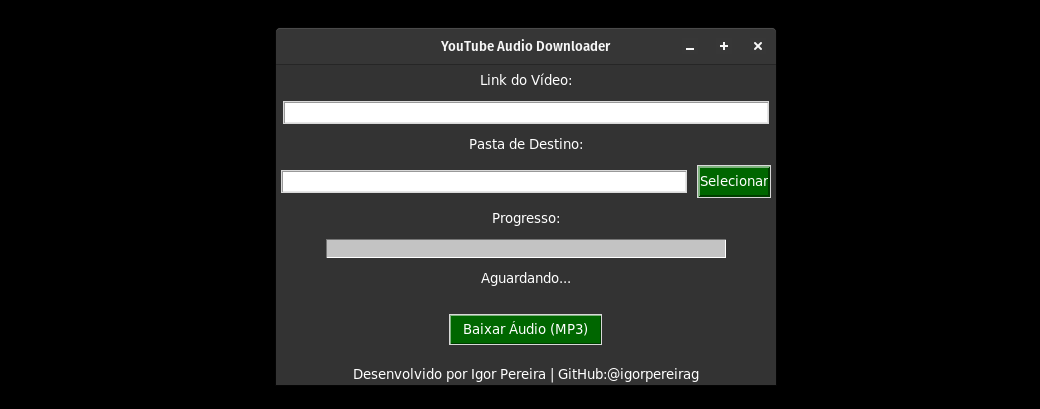 YouTube Audio Downloader
Link do Vídeo:
Pasta de Destino:
Selecionar
Progresso:
Aguardando...
Baixar Áudio (MP3)
Desenvolvido por Igor Pereira | GitHub:@igorpereirag